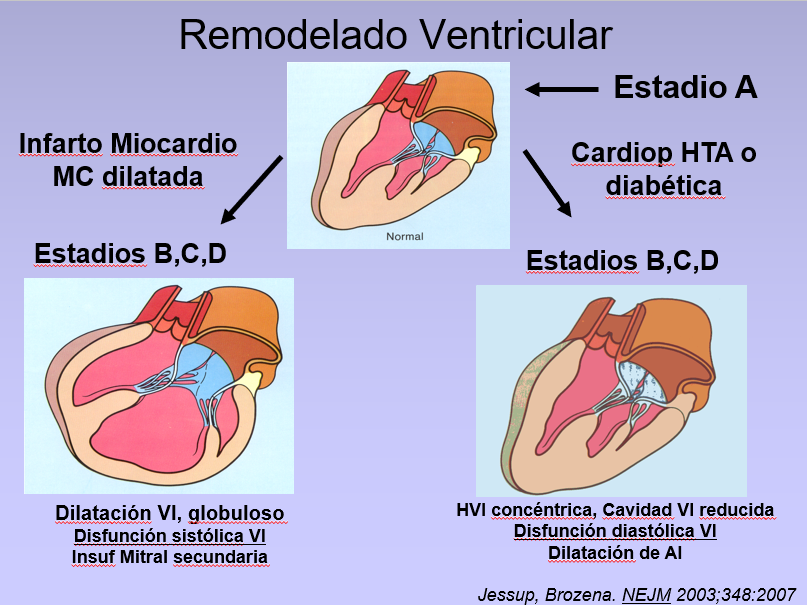 Remodelado Ventricular
Estadio A
Infarto Miocardio
MC dilatada
Cardiop HTA o
diabética
Normal
Estadios B,C,D
Estadios B,C,D
Dilatación VI, globuloso
Disfunción sistólica VI
Insuf Mitral secundaria
HVI concéntrica, Cavidad VI reducida
Disfunción diastólica VI
Dilatación de AI
Jessup, Brozena. NEJM 2003;348:2007